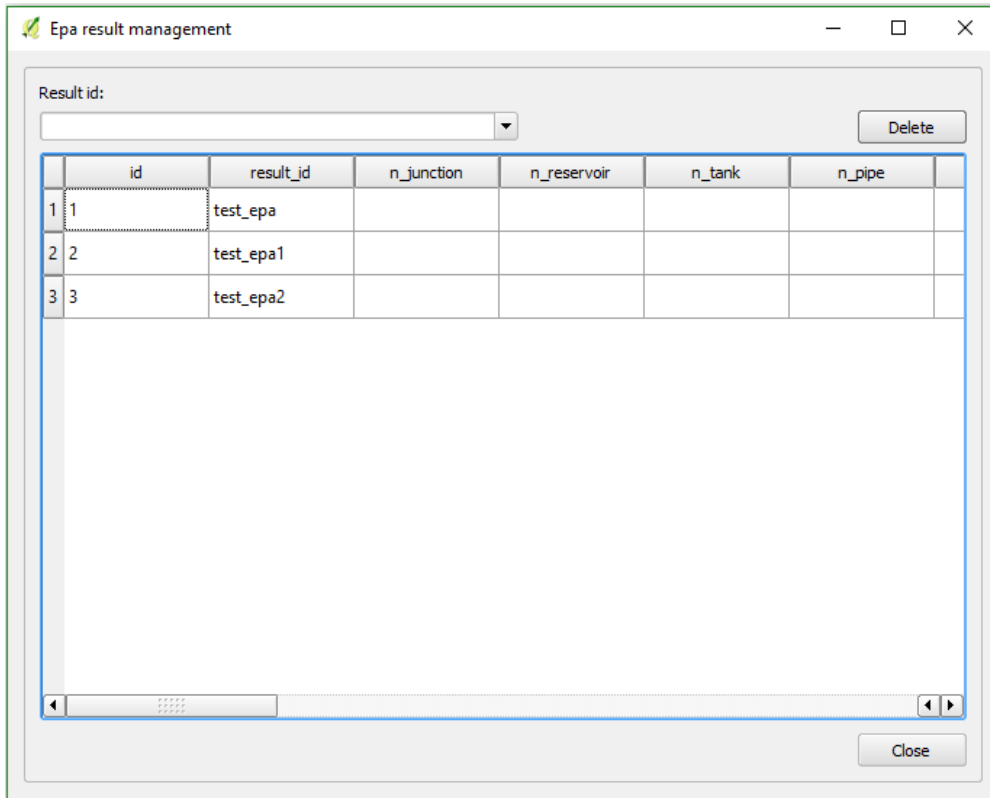 Epa result management
Result id:
Delete
id result_id n_junction n_reservoir n_tank n_pipe
1 1 test_epa
2 2 test_epa1
3 3 test_epa2
Close